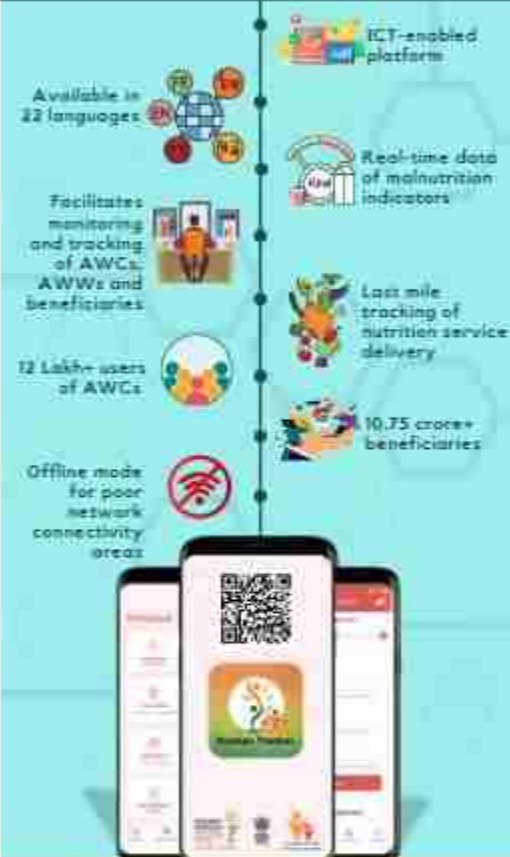 ICT-enabled
platform
Available in
22 languages
Real-time data
of malnutrition
indicators
Facilitates
monitoring
and tracking
of AWCs,
AWWs and
beneficiaries
Last mile
tracking of
nutrition service
delivery
12 Lakh+ users
of AWCs
10.75 crore+
beneficiaries
Offline mode
for poor
network
connectivity
areas
Poshan Tracker